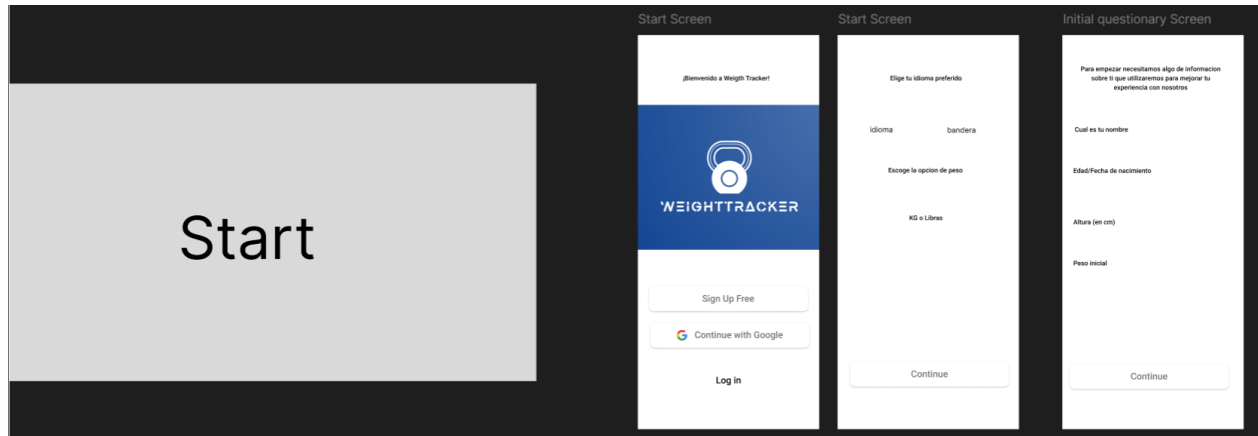 Start
Start Screen
¡Bienvenido a Weigth Tracker!
WEIGHTTRACKER
Sign Up Free
Continue with Google
Log in
Start Screen
Elige tu idioma preferido
idioma
bandera
Escoge la opcion de peso
KG o Libras
Continue
Initial questionary Screen
Para empezar necesitamos algo de informacion
sobre ti que utilizaremos para mejorar tu
experiencia con nosotros
Cual es tu nombre
Edad/Fecha de nacimiento
Altura (en cm)
Peso inicial
Continue